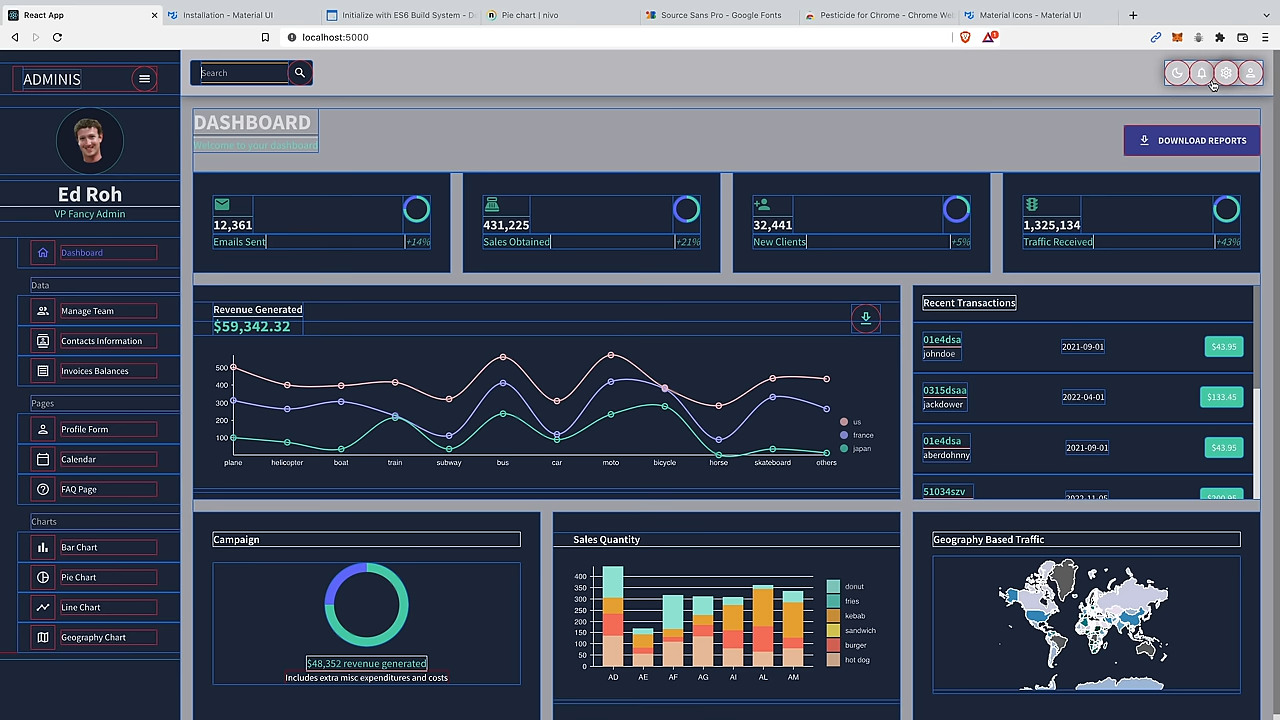 React App
Installation - Material UI
Initialize with ES6 Build System - D
Pie chart | nivo
Source Sans Pro - Google Fonts
Pesticide for Chrome - Chrome We
Material Icons - Material UI
localhost:5000
ADMINIS
Search
Ed Roh
VP Fancy Admin
Dashboard
Data
Manage Team
Contacts Information
Invoices Balances
Pages
Profile Form
Calendar
FAQ Page
Charts
Bar Chart
Pie Chart
Line Chart
Geography Chart
DASHBOARD
Welcome to your dashboard
DOWNLOAD REPORTS
12,361
Emails Sent
+14%
431,225
Sales Obtained
+21%
32,441
New Clients
+5%
1,325,134
Traffic Received
+43%
Revenue Generated
$59,342.32
500
400
300
200
100
plane helicopter boat train subway bus car moto bicycle horse skateboard others
us
france
japan
Recent Transactions
01e4dsa
johndoe
2021-09-01
$43.95
0315dsaa
jackdower
2022-04-01
$133.45
01e4dsa
aberdohnny
2021-09-01
$43.95
51034szv
2022-11-05
$200.95
Campaign
$48,352 revenue generated
Includes extra misc expenditures and costs
Sales Quantity
400
350
300
250
200
150
100
50
0
AD AE AF AG AI AL AM
donut
fries
kebab
sandwich
burger
hot dog
Geography Based Traffic